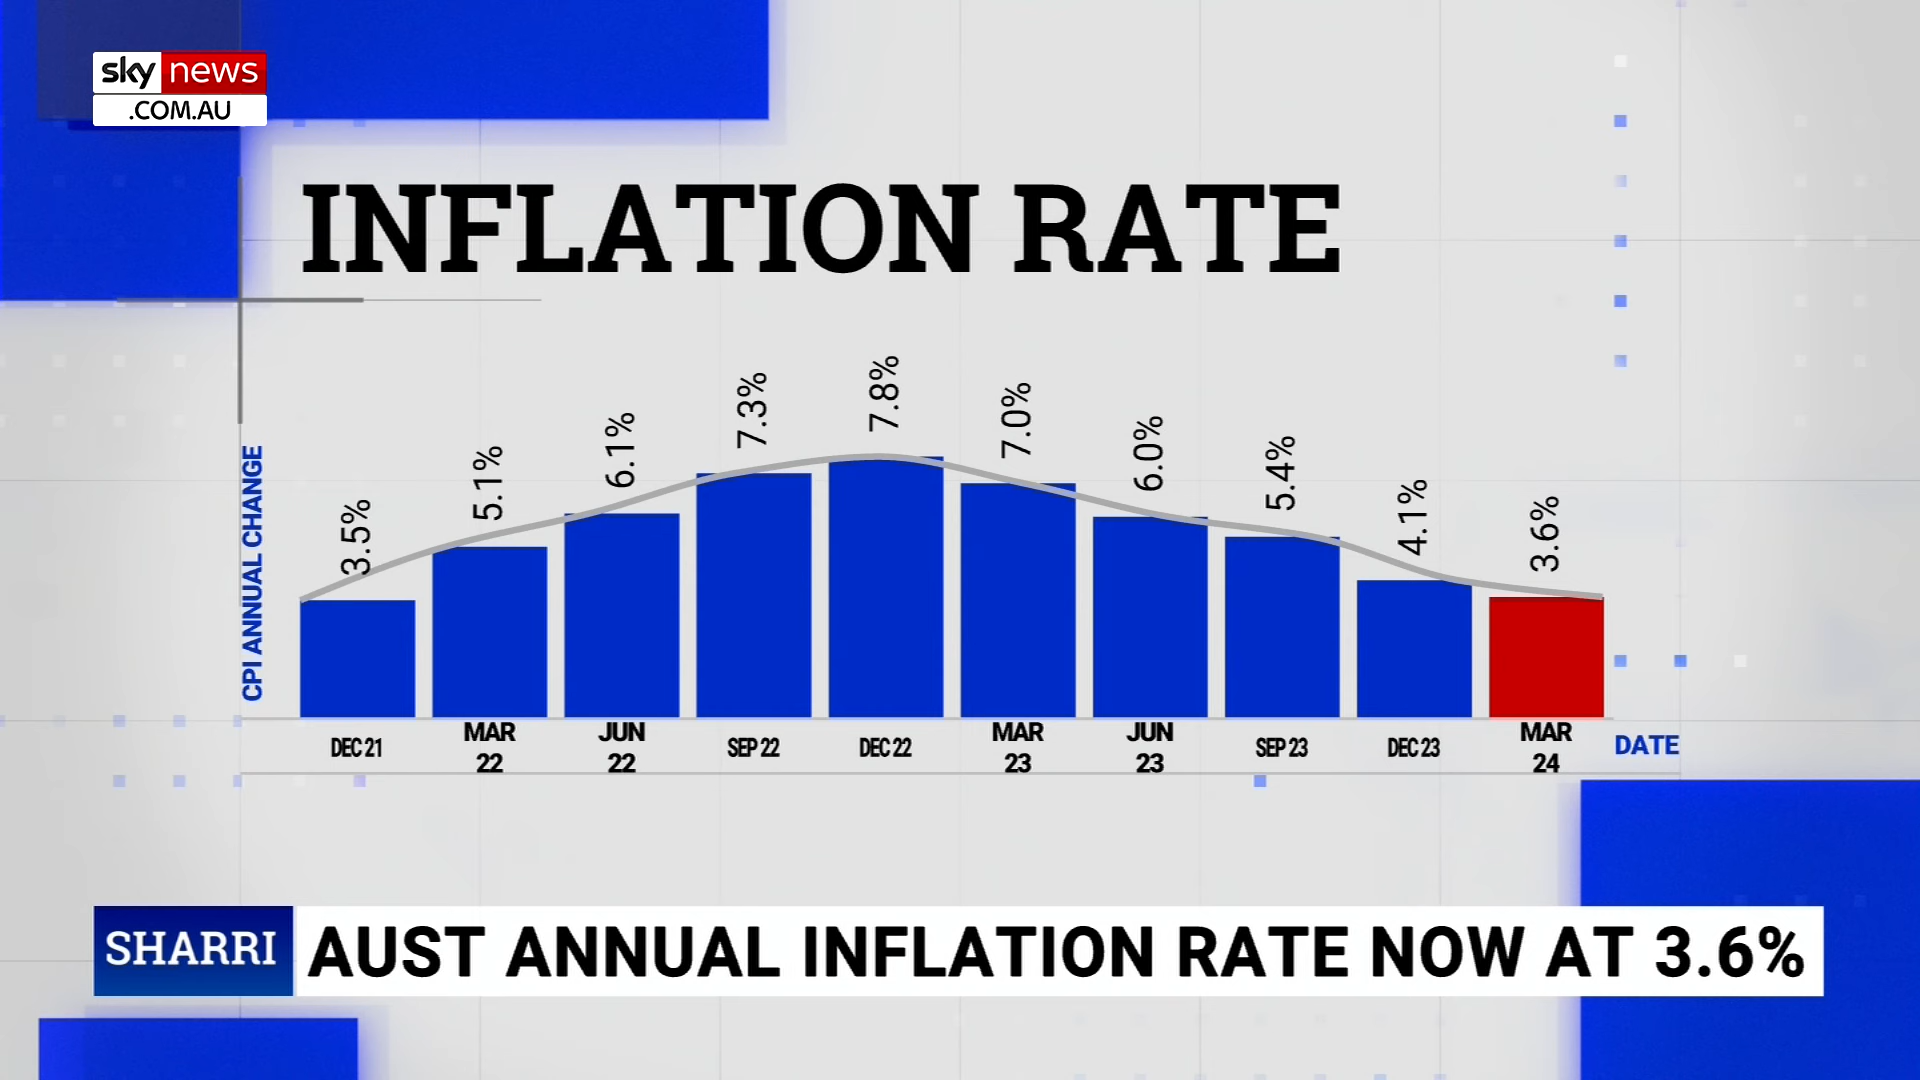 sky news
.COM.AU
INFLATION RATE
CPI ANNUAL CHANGE
3.5%
5.1%
6.1%
7.3%
7.8%
7.0%
6.0%
5.4%
4.1%
3.6%
DEC 21
MAR
22
JUN
22
SEP 22
DEC 22
MAR
23
JUN
23
SEP 23
DEC 23
MAR
24
DATE
SHARRI
AUST ANNUAL INFLATION RATE NOW AT 3.6%